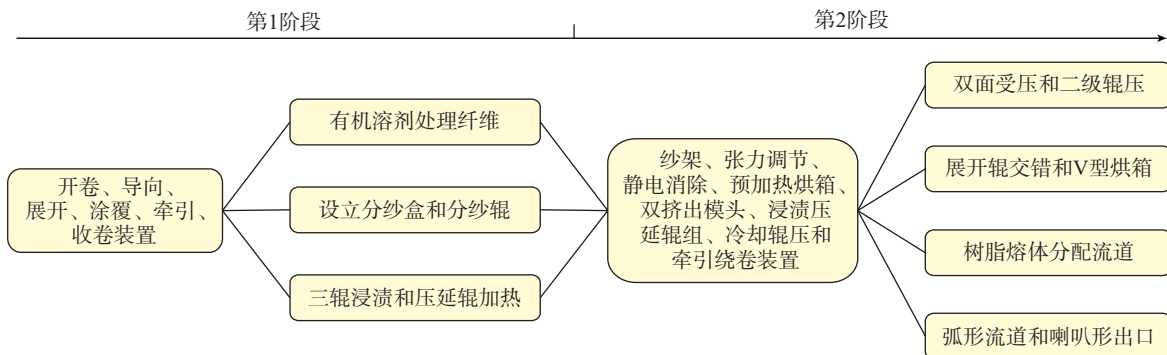 第1阶段
第2阶段
开卷、导向、
展开、涂覆、牵引、
收卷装置
有机溶剂处理纤维
设立分纱盒和分纱辊
三辊浸渍和压延辊加热
纱架、张力调节、
静电消除、预加热烘箱、
双挤出模头、浸渍压
延辊组、冷却辊压和
牵引绕卷装置
双面受压和二级辊压
展开辊交错和V型烘箱
树脂熔体分配流道
弧形流道和喇叭形出口